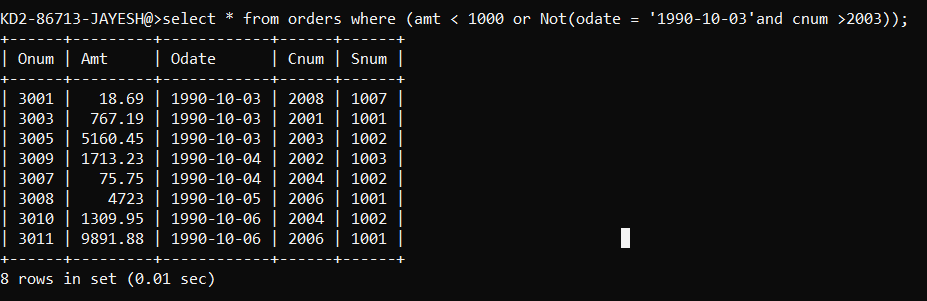 KD2-86713-JAYESH@>select * from orders where (amt < 1000 or Not(odate = '1990-10-03'and cnum >2003));
+------+---------+------------+------+------+
| Onum | Amt     | Odate      | Cnum | Snum |
+------+---------+------------+------+------+
| 3001 |   18.69 | 1990-10-03 | 2008 | 1007 |
| 3003 |  767.19 | 1990-10-03 | 2001 | 1001 |
| 3005 | 5160.45 | 1990-10-03 | 2003 | 1002 |
| 3009 | 1713.23 | 1990-10-04 | 2002 | 1003 |
| 3007 |   75.75 | 1990-10-04 | 2004 | 1002 |
| 3008 |    4723 | 1990-10-05 | 2006 | 1001 |
| 3010 | 1309.95 | 1990-10-06 | 2004 | 1002 |
| 3011 | 9891.88 | 1990-10-06 | 2006 | 1001 |
+------+---------+------------+------+------+
8 rows in set (0.01 sec)